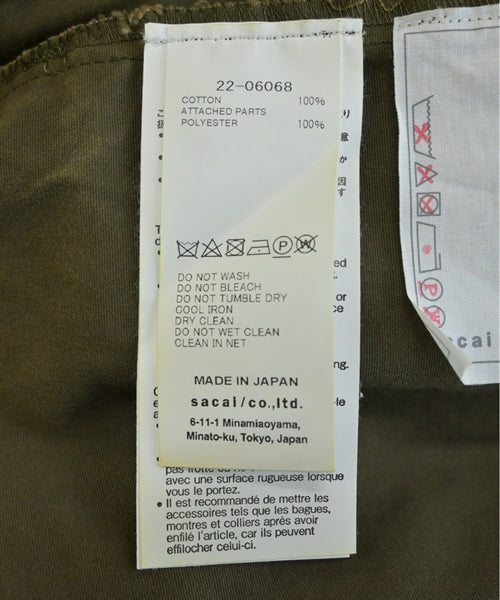 22-06068
COTTON 100%
ATTACHED PARTS
POLYESTER 100%
P W
DO NOT WASH
DO NOT BLEACH
DO NOT TUMBLE DRY
COOL IRON
DRY CLEAN
DO NOT WET CLEAN
CLEAN IN NET
MADE IN JAPAN
sacai/co.,ltd.
6-11-1 Minamiaoyama,
Minato-ku, Tokyo, Japan
avec une surface rugueuse lorsque
vous le portez.
• Il est recommandé de mettre les
accessoires tels que les bagues,
montres et colliers après avoir
enfilé l'article, car ils peuvent
effilocher celui-ci.
P W
sacai